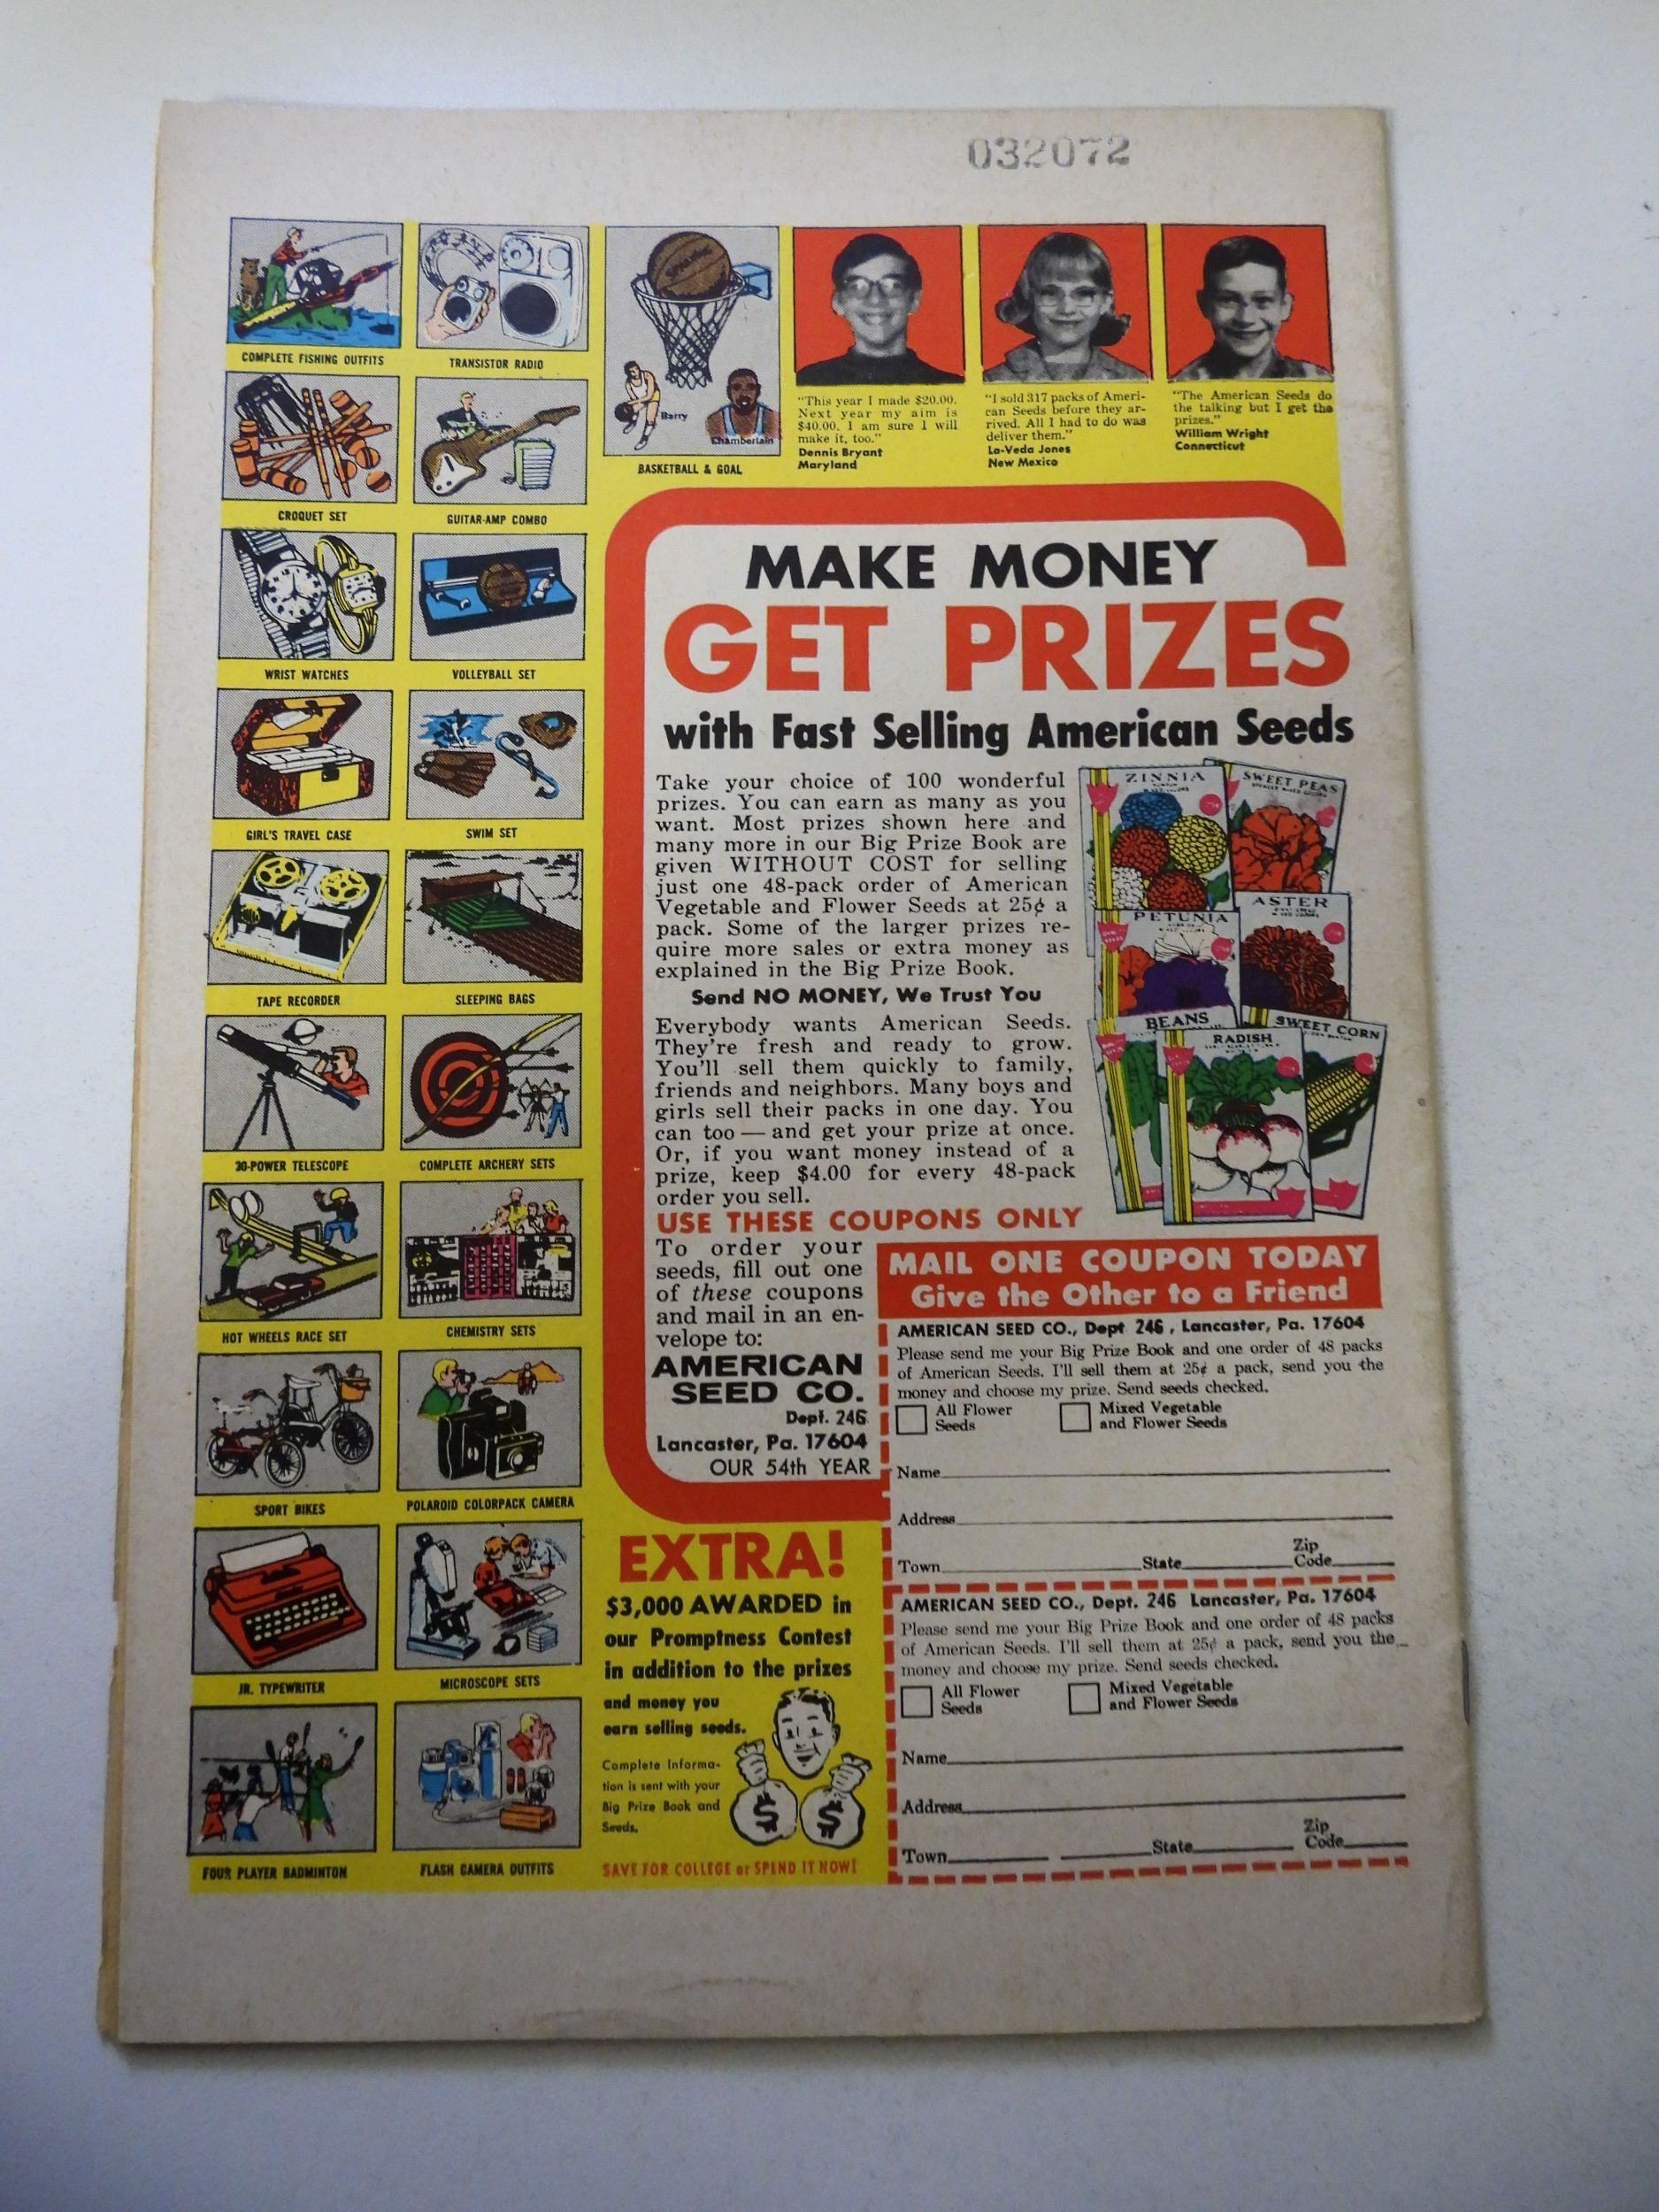 032072
COMPLETE FISHING OUTFITS
TRANSISTOR RADIO
CROQUET SET
GUITAR-AMP COMBO
WRIST WATCHES
VOLLEYBALL SET
GIRL'S TRAVEL CASE
SWIM SET
TAPE RECORDER
SLEEPING BAGS
30-POWER TELESCOPE
COMPLETE ARCHERY SETS
HOT WHEELS RACE SET
CHEMISTRY SETS
SPORT BIKES
POLAROID COLORPACK CAMERA
JR. TYPEWRITER
MICROSCOPE SETS
FOUR PLAYER BADMINTON
FLASH CAMERA OUTFITS
Spalding
Barry
Chamberlain
BASKETBALL & GOAL
"This year I made $20.00.
Next year my aim is
$40.00. I am sure I will
make it, too."
Dennis Bryant
Maryland
"I sold 317 packs of Ameri-
can Seeds before they ar-
rived. All I had to do was
deliver them."
La-Veda Jones
New Mexico
"The American Seeds do
the talking but I get the
prizes."
William Wright
Connecticut
MAKE MONEY
GET PRIZES
with Fast Selling American Seeds
Take your choice of 100 wonderful
prizes. You can earn as many as you
want. Most prizes shown here and
many more in our Big Prize Book are
given WITHOUT COST for selling
just one 48-pack order of American
Vegetable and Flower Seeds at 25¢ a
pack. Some of the larger prizes re-
quire more sales or extra money as
explained in the Big Prize Book.
Send NO MONEY, We Trust You
Everybody wants American Seeds.
They're fresh and ready to grow.
You'll sell them quickly to family,
friends and neighbors. Many boys and
girls sell their packs in one day. You
can too — and get your prize at once.
Or, if you want money instead of a
prize, keep $4.00 for every 48-pack
order you sell.
ZINNIA
SWEET PEAS
PETUNIA
ASTER
BEANS
RADISH
SWEET CORN
USE THESE COUPONS ONLY
To order your
seeds, fill out one
of these coupons
and mail in an en-
velope to:
AMERICAN
SEED CO.
Dept. 246
Lancaster, Pa. 17604
OUR 54th YEAR
MAIL ONE COUPON TODAY
Give the Other to a Friend
AMERICAN SEED CO., Dept 246 , Lancaster, Pa. 17604
Please send me your Big Prize Book and one order of 48 packs
of American Seeds. I'll sell them at 25¢ a pack, send you the
money and choose my prize. Send seeds checked.
All Flower
Seeds
Mixed Vegetable
and Flower Seeds
Name
Address
Town State Zip Code
AMERICAN SEED CO., Dept. 246 Lancaster, Pa. 17604
Please send me your Big Prize Book and one order of 48 packs
of American Seeds. I'll sell them at 25¢ a pack, send you the
money and choose my prize. Send seeds checked.
All Flower
Seeds
Mixed Vegetable
and Flower Seeds
Name
Address
Town State Zip Code
EXTRA!
$3,000 AWARDED in
our Promptness Contest
in addition to the prizes
and money you
earn selling seeds.
Complete Informa-
tion is sent with your
Big Prize Book and
Seeds.
$ $
SAVE FOR COLLEGE or SPEND IT NOW!